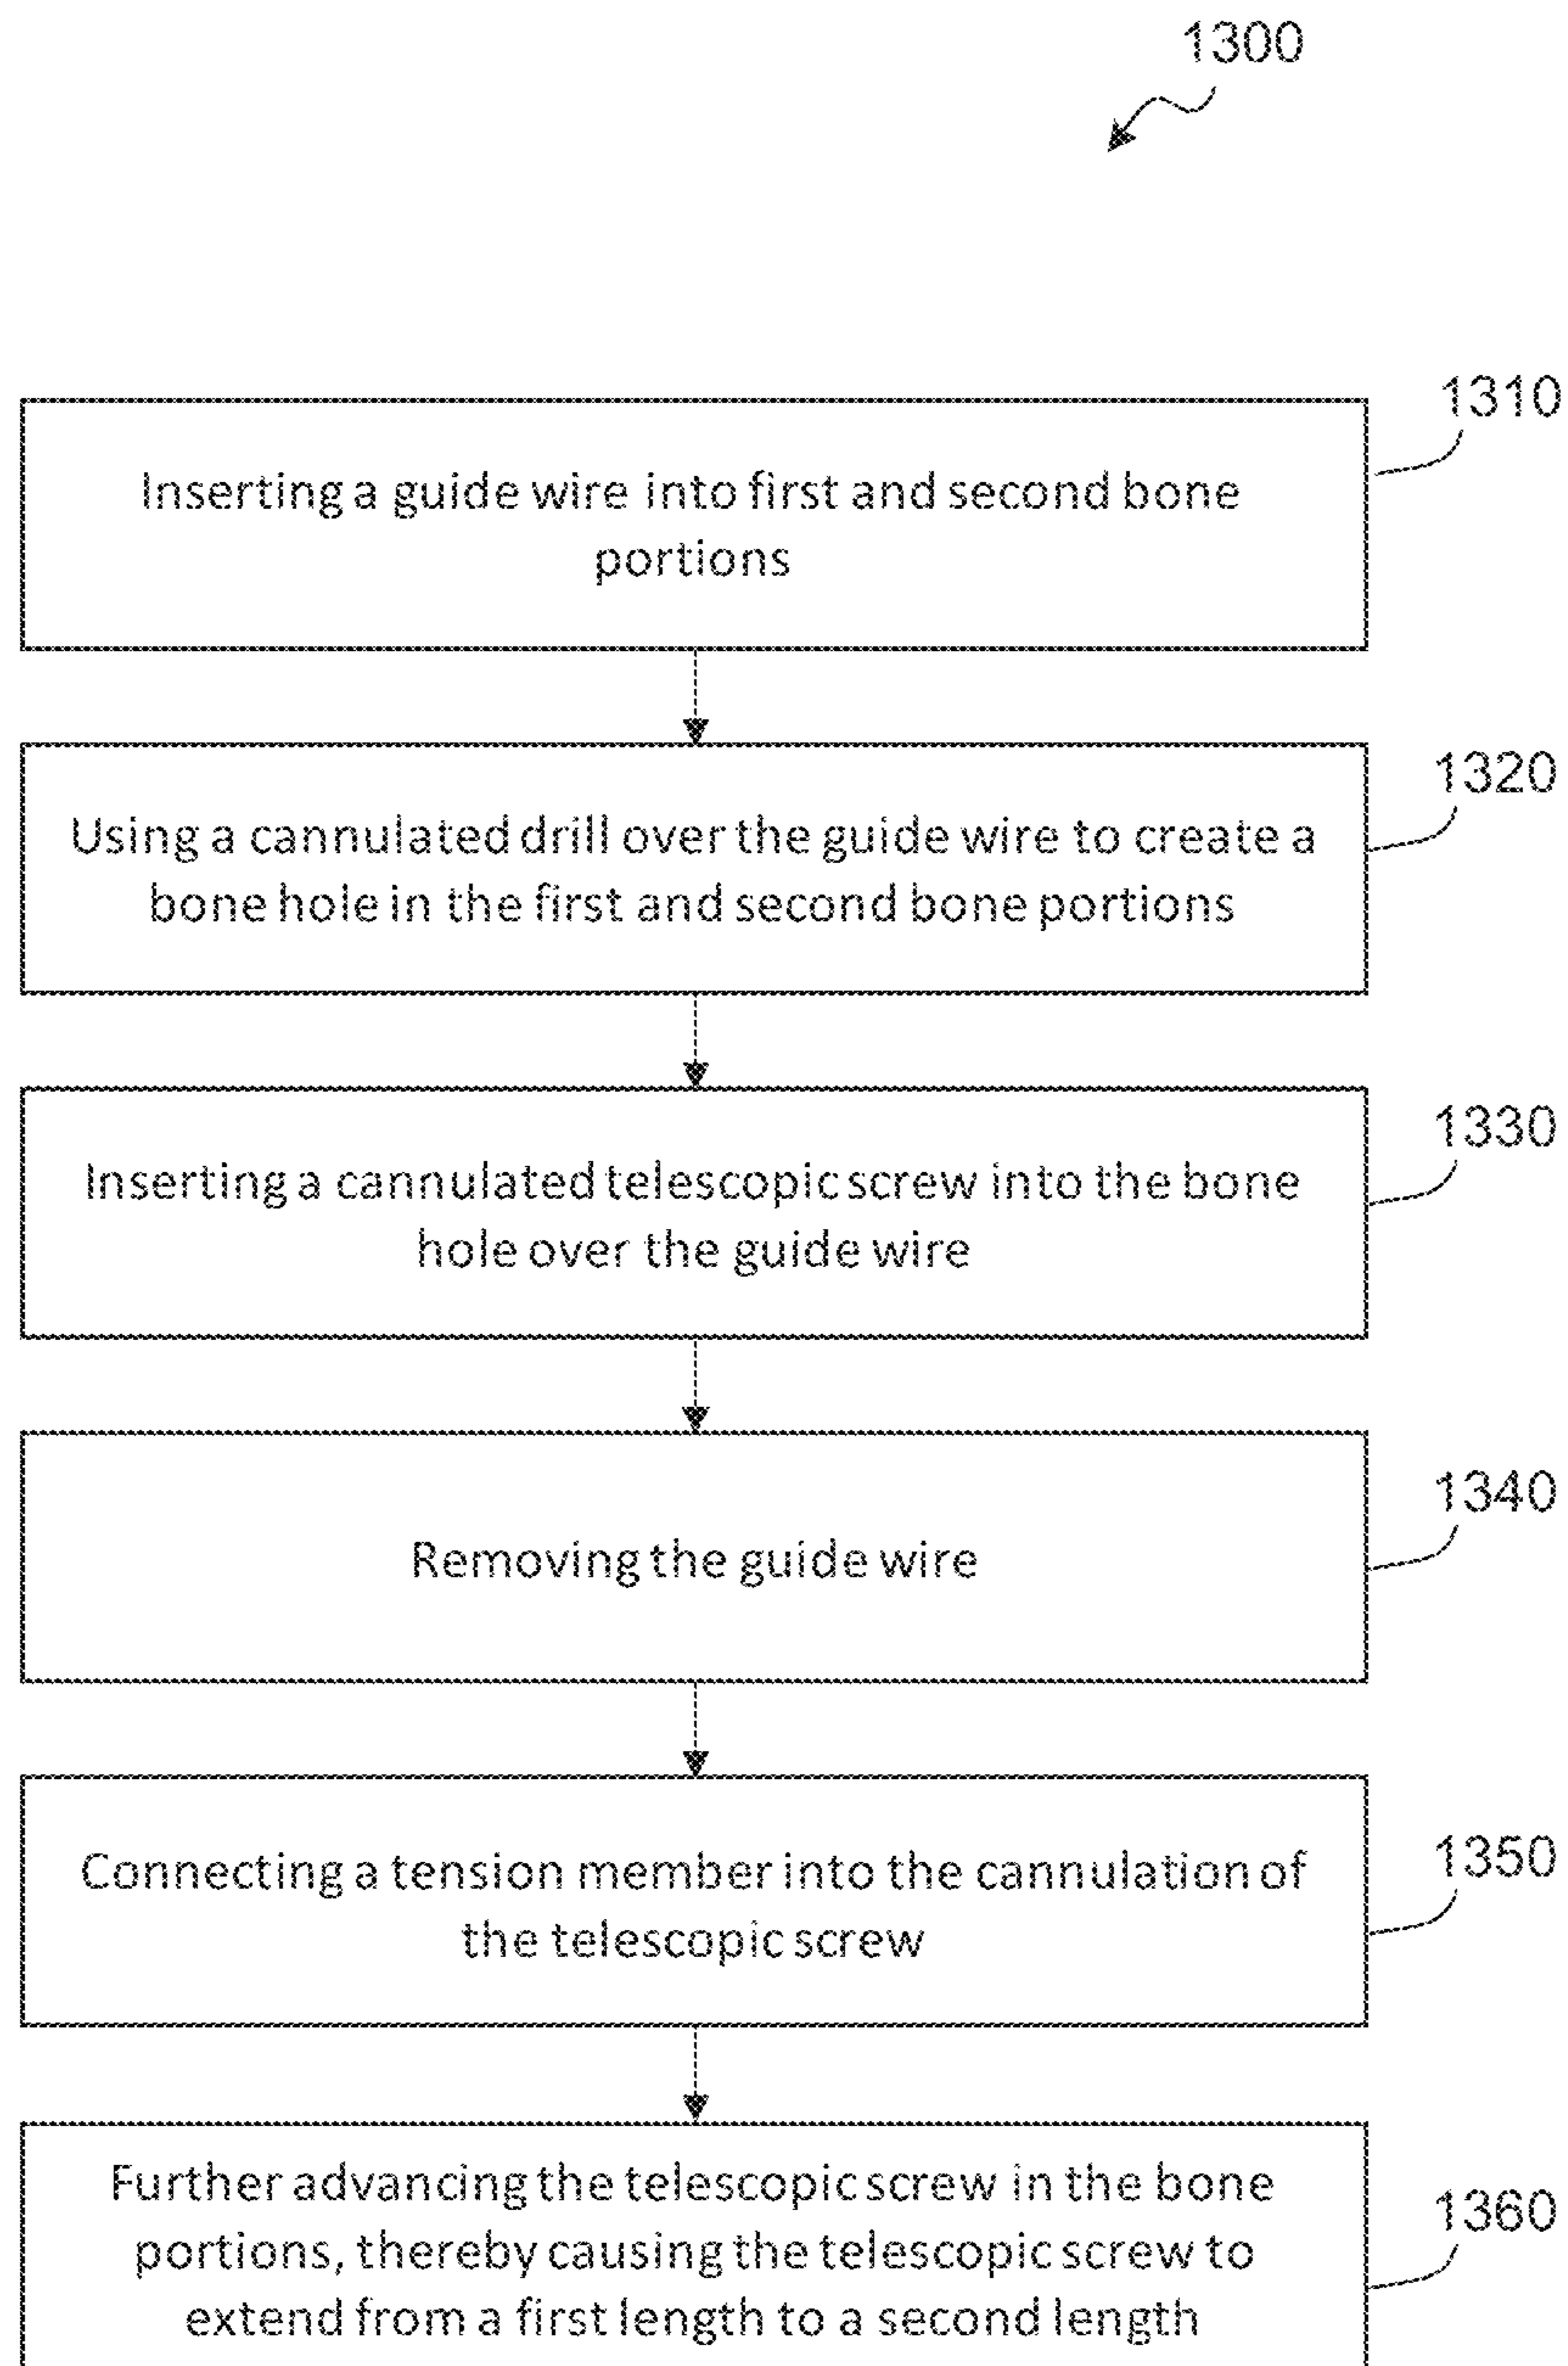 1300
1310
Inserting a guide wire into first and second bone
portions
1320
Using a cannulated drill over the guide wire to create a
bone hole in the first and second bone portions
1330
Inserting a cannulated telescopic screw into the bone
hole over the guide wire
1340
Removing the guide wire
1350
Connecting a tension member into the cannulation of
the telescopic screw
1360
Further advancing the telescopic screw in the bone
portions, thereby causing the telescopic screw to
extend from a first length to a second length